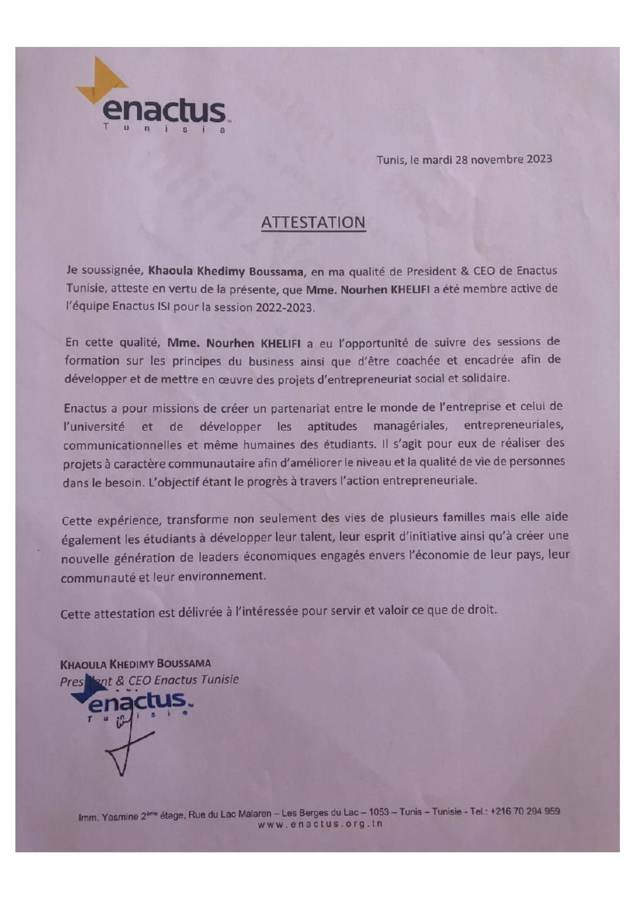 enactus
Tunisia
Tunis, le mardi 28 novembre 2023
ATTESTATION
Je soussignée, Khaoula Khedimy Boussama, en ma qualité de President & CEO de Enactus
Tunisie, atteste en vertu de la présente, que Mme. Nourhen KHELIFI a été membre active de
l'équipe Enactus ISI pour la session 2022-2023.
En cette qualité, Mme. Nourhen KHELIFI a eu l'opportunité de suivre des sessions de
formation sur les principes du business ainsi que d'être coachée et encadrée afin de
développer et de mettre en œuvre des projets d'entrepreneuriat social et solidaire.
Enactus a pour missions de créer un partenariat entre le monde de l'entreprise et celui de
l'université et de développer les aptitudes managériales, entrepreneuriales,
communicationnelles et même humaines des étudiants. Il s'agit pour eux de réaliser des
projets à caractère communautaire afin d'améliorer le niveau et la qualité de vie de personnes
dans le besoin. L'objectif étant le progrès à travers l'action entrepreneuriale.
Cette expérience, transforme non seulement des vies de plusieurs familles mais elle aide
également les étudiants à développer leur talent, leur esprit d'initiative ainsi qu'à créer une
nouvelle génération de leaders économiques engagés envers l'économie de leur pays, leur
communauté et leur environnement.
Cette attestation est délivrée à l'intéressée pour servir et valoir ce que de droit.
KHAOULA KHEDIMY BOUSSAMA
President & CEO Enactus Tunisie
enactus
Tunisia
Imm. Yasmine 2ème étage, Rue du Lac Malaren – Les Berges du Lac – 1053 – Tunis – Tunisie - Tel.: +216 70 294 959
www.enactus.org.tn